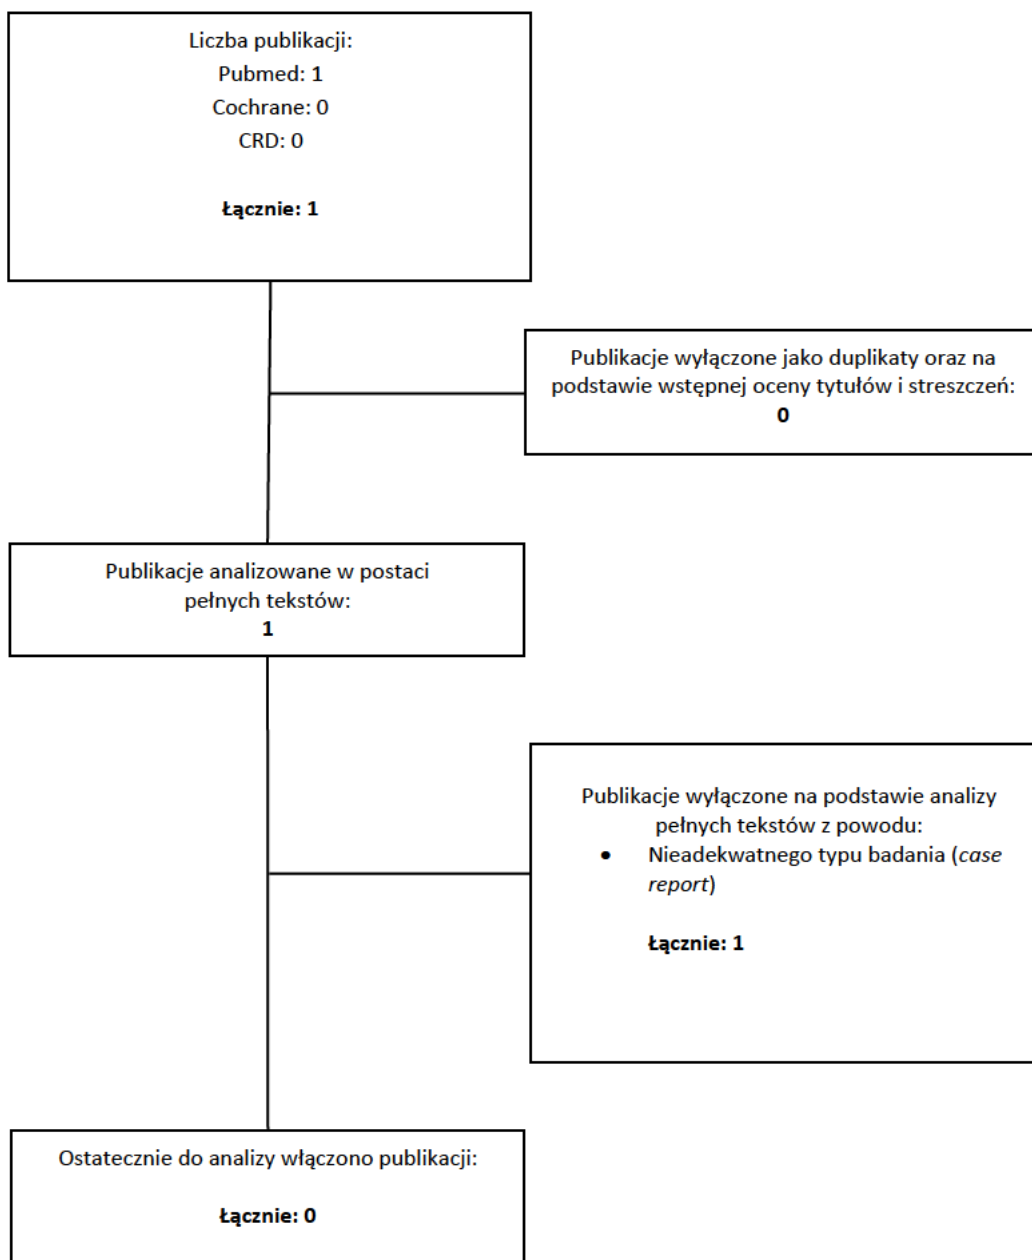 Liczba publikacji:
Pubmed: 1
Cochrane: 0
CRD: 0
Łącznie: 1
Publikacje wyłączone jako duplikaty oraz na
podstawie wstępnej oceny tytułów i streszczeń:
0
Publikacje analizowane w postaci
pełnych tekstów:
1
Publikacje wyłączone na podstawie analizy
pełnych tekstów z powodu:
• Nieadekwatnego typu badania (case
report)
Łącznie: 1
Ostatecznie do analizy włączono publikacji:
Łącznie: 0